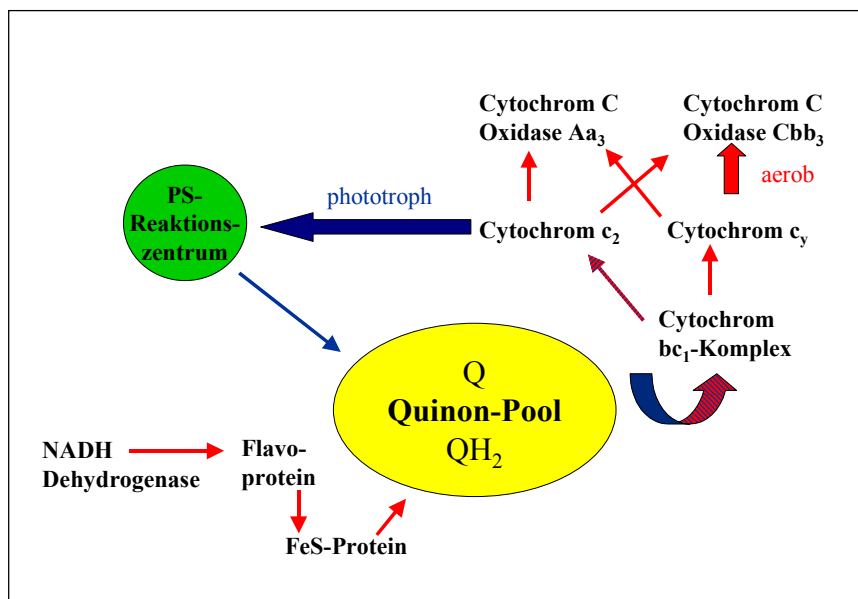 Cytochrom C
Oxidase Aa₃
Cytochrom C
Oxidase Cbb₃
aerob
PS-
Reaktions-
zentrum
phototroph
Cytochrom c₂
Cytochrom cᵧ
Cytochrom
bc₁-Komplex
Q
Quinon-Pool
QH₂
NADH
Dehydrogenase
Flavo-
protein
FeS-Protein